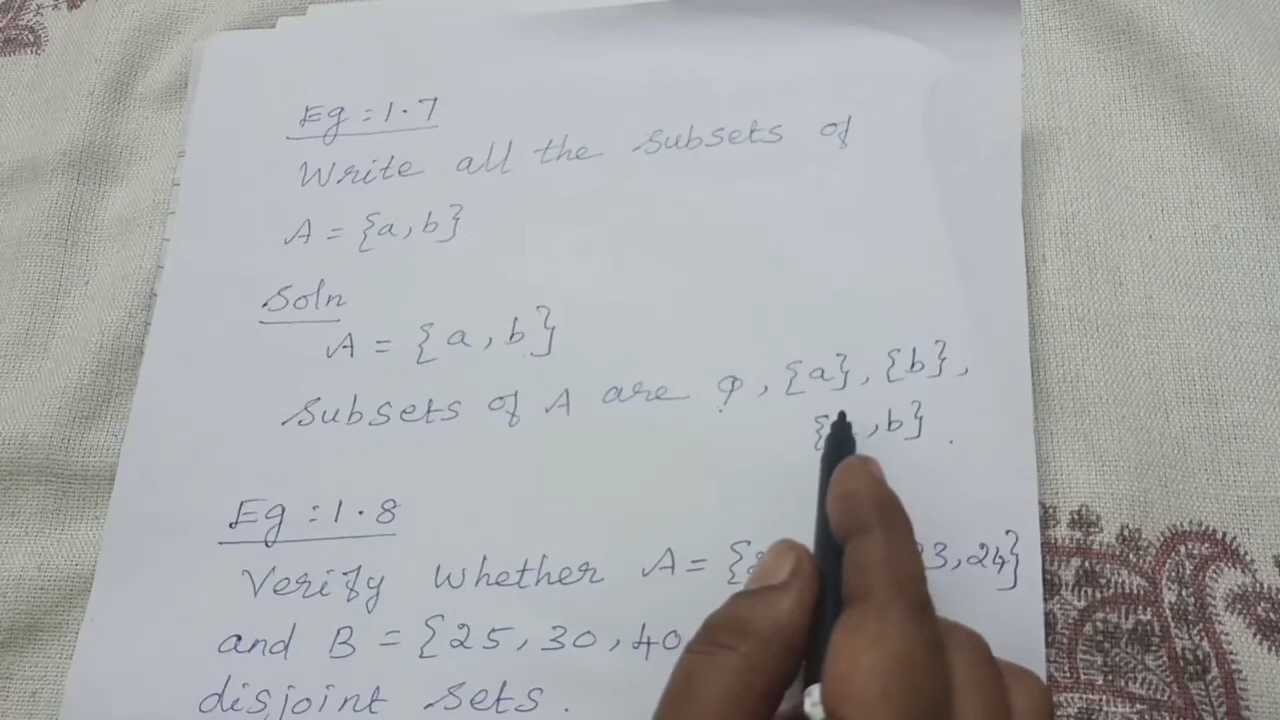 Eg : 1.7
Write all the subsets of
A = {a, b}
Soln
A = {a, b}
Subsets of A are φ, {a}, {b},
{ , b} .
Eg : 1.8
Verify whether A = { 3, 24}
and B = {25, 30, 40
disjoint sets.